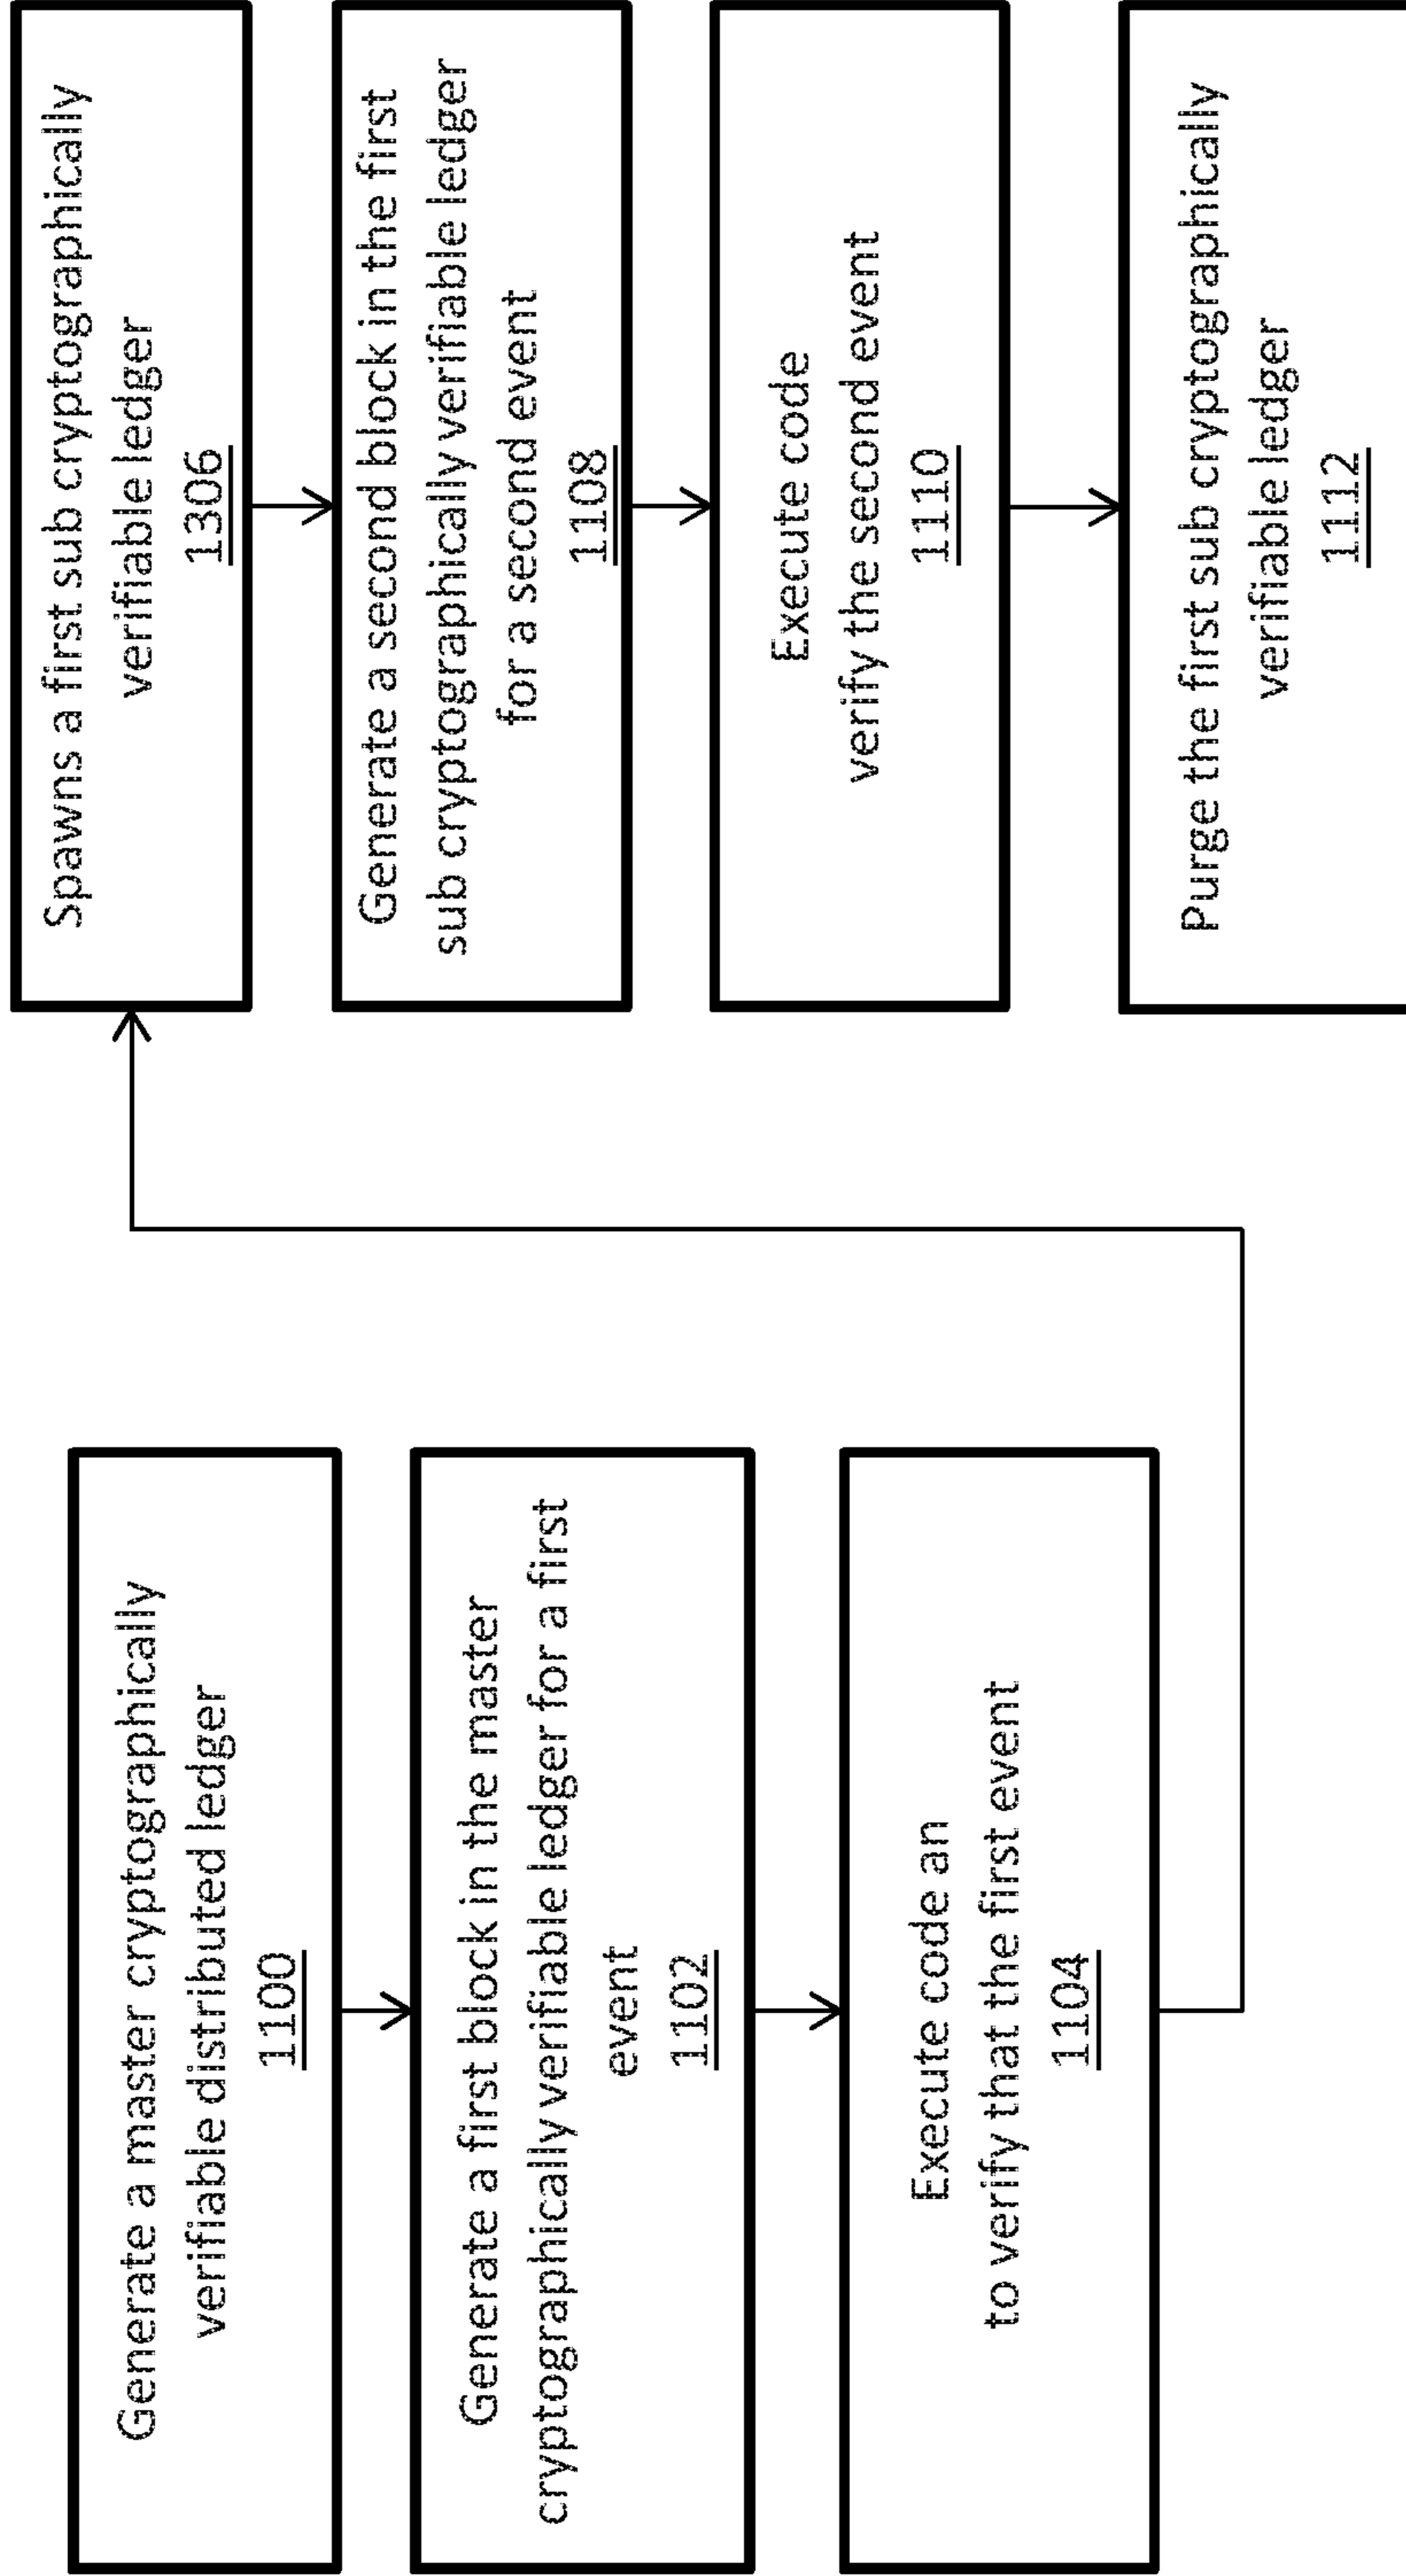 Generate a master cryptographically
verifiable distributed ledger
1100
Generate a first block in the master
cryptographically verifiable ledger for a first
event
1102
Execute code an
to verify that the first event
1104
Spawns a first sub cryptographically
verifiable ledger
1306
Generate a second block in the first
sub cryptographically verifiable ledger
for a second event
1108
Execute code
verify the second event
1110
Purge the first sub cryptographically
verifiable ledger
1112